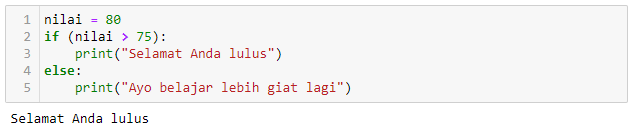 1 nilai = 80
2 if (nilai > 75):
3     print("Selamat Anda lulus")
4 else:
5     print("Ayo belajar lebih giat lagi")
Selamat Anda lulus